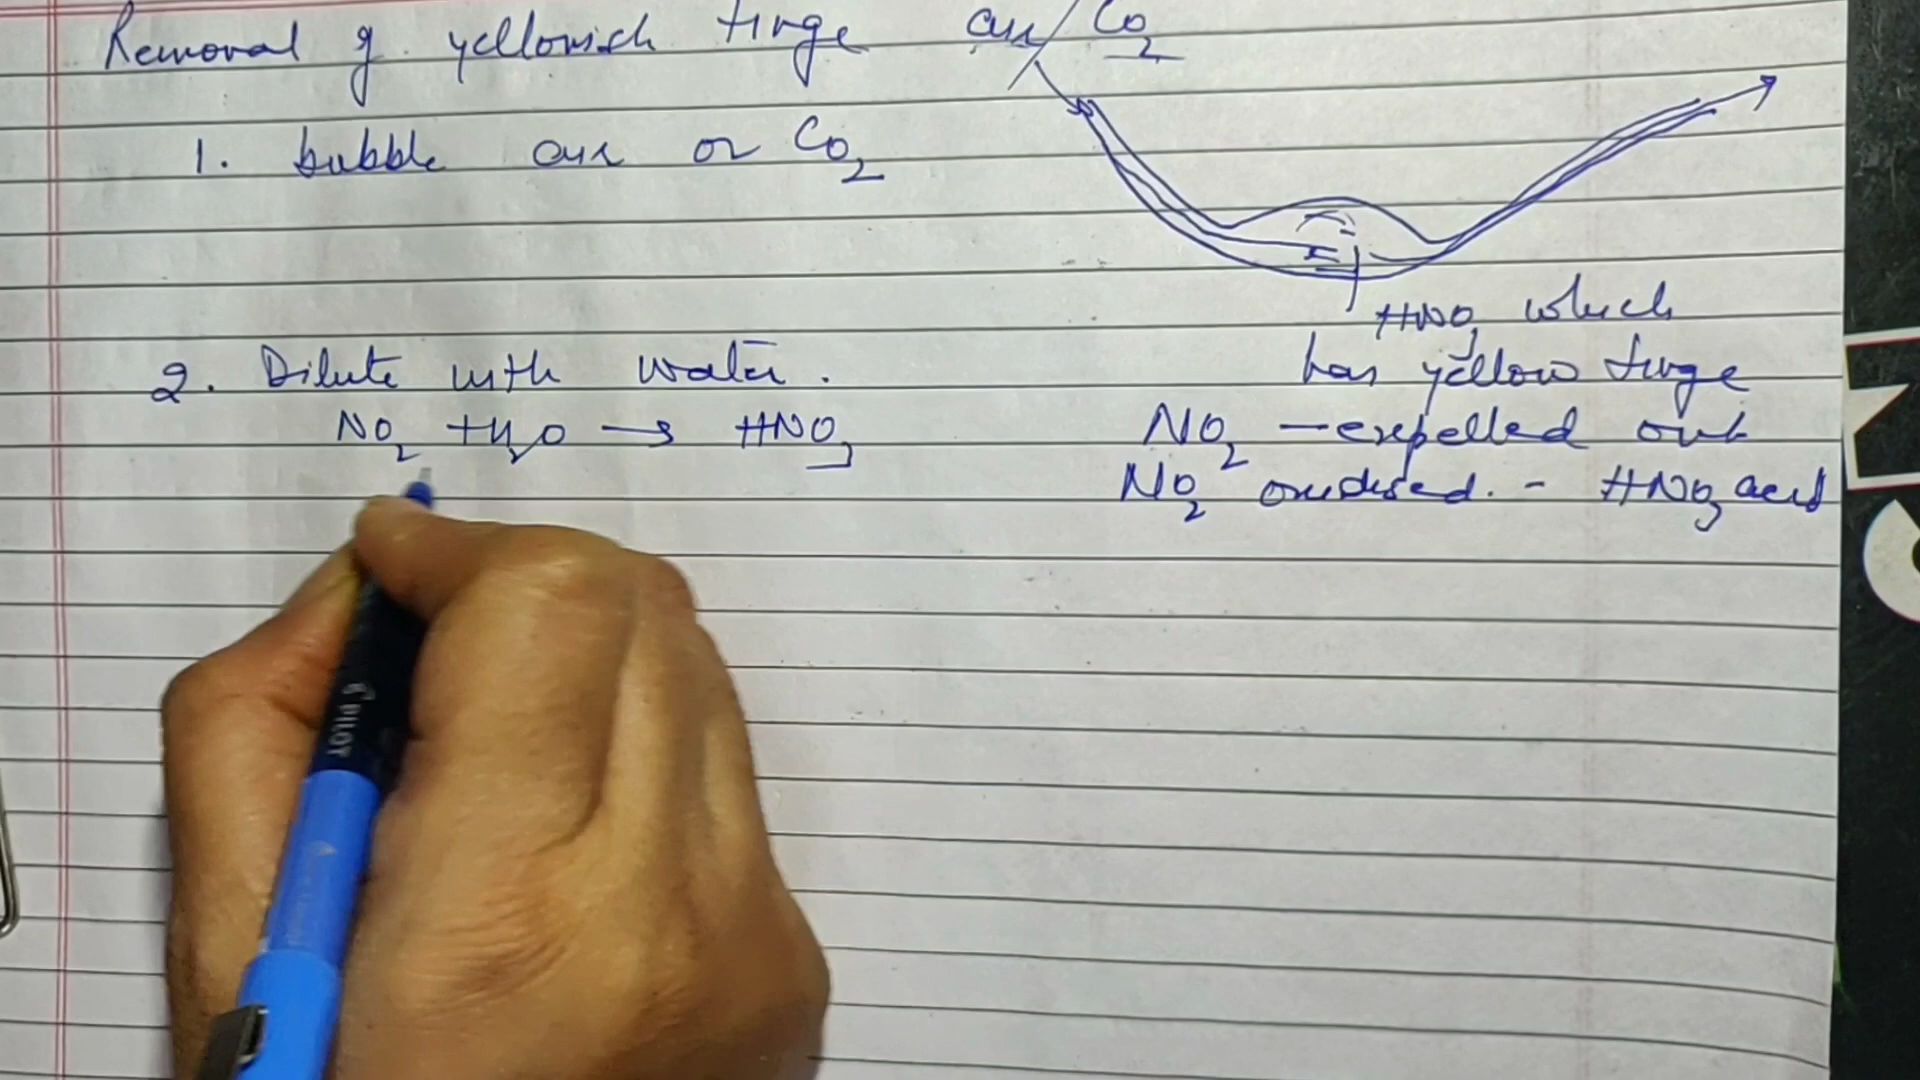 Removal of yellowish tinge
air/CO2
1. bubble air or CO2
HNO3 which
has yellow tinge
NO2 - expelled out
NO2 oxidised. - HNO3 acid
2. Dilute with water.
NO2 + H2O → HNO3
PILOT